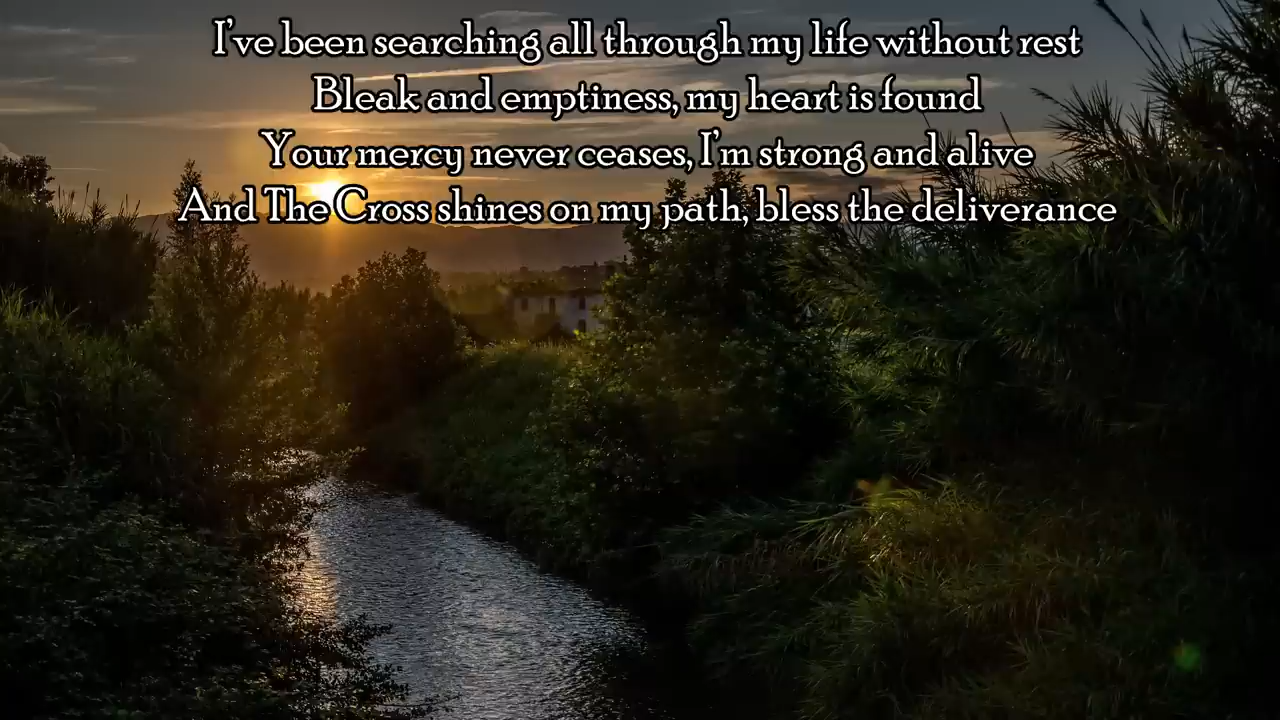 I've been searching all through my life without rest
Bleak and emptiness, my heart is found
Your mercy never ceases, I'm strong and alive
And The Cross shines on my path, bless the deliverance